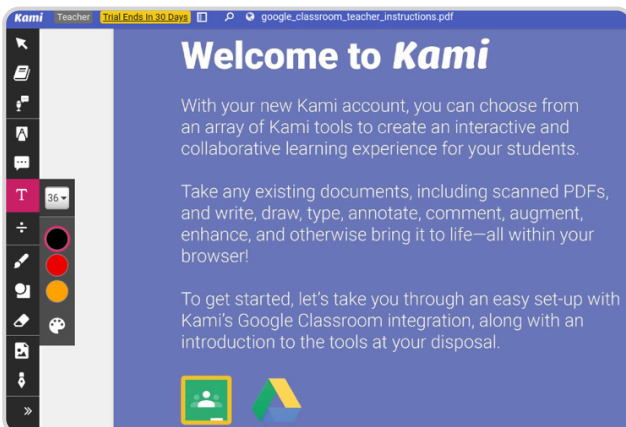 Kami Teacher Trial Ends In 30 Days google_classroom_teacher_instructions.pdf
Welcome to Kami
With your new Kami account, you can choose from
an array of Kami tools to create an interactive and
collaborative learning experience for your students.
Take any existing documents, including scanned PDFs,
and write, draw, type, annotate, comment, augment,
enhance, and otherwise bring it to life—all within your
browser!
To get started, let's take you through an easy set-up with
Kami's Google Classroom integration, along with an
introduction to the tools at your disposal.
T 36